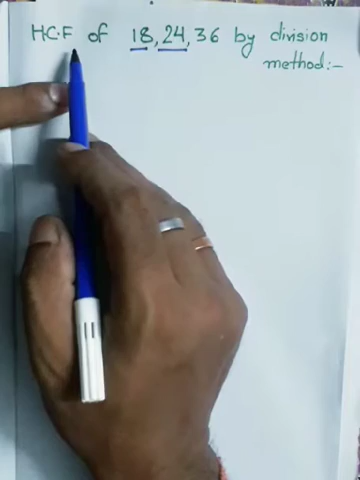 H.C.F of 18, 24, 36 by division
method:-